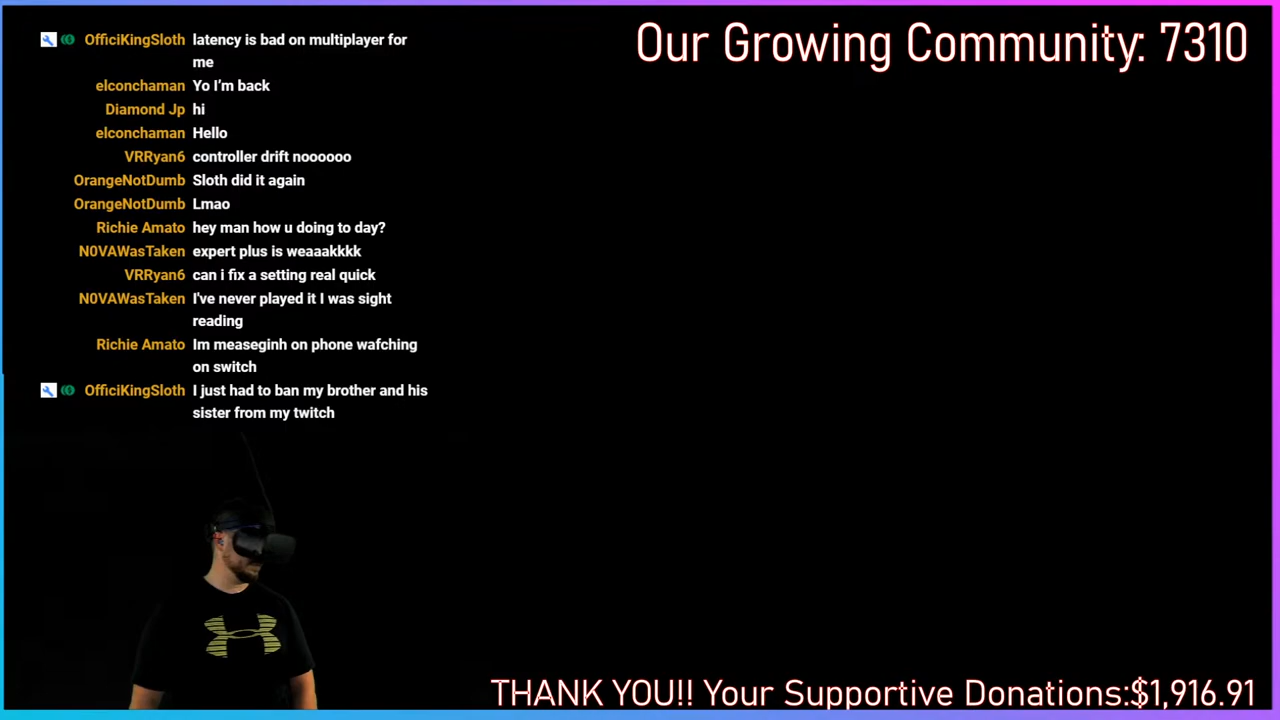 Our Growing Community: 7310
OfficiKingSloth latency is bad on multiplayer for
me
elconchaman Yo I'm back
Diamond Jp hi
elconchaman Hello
VRRyan6 controller drift noooooo
OrangeNotDumb Sloth did it again
OrangeNotDumb Lmao
Richie Amato hey man how u doing to day?
N0VAWasTaken expert plus is weaaakkkk
VRRyan6 can i fix a setting real quick
N0VAWasTaken I've never played it I was sight
reading
Richie Amato Im measeginh on phone wafching
on switch
OfficiKingSloth I just had to ban my brother and his
sister from my twitch
THANK YOU!! Your Supportive Donations:$1,916.91